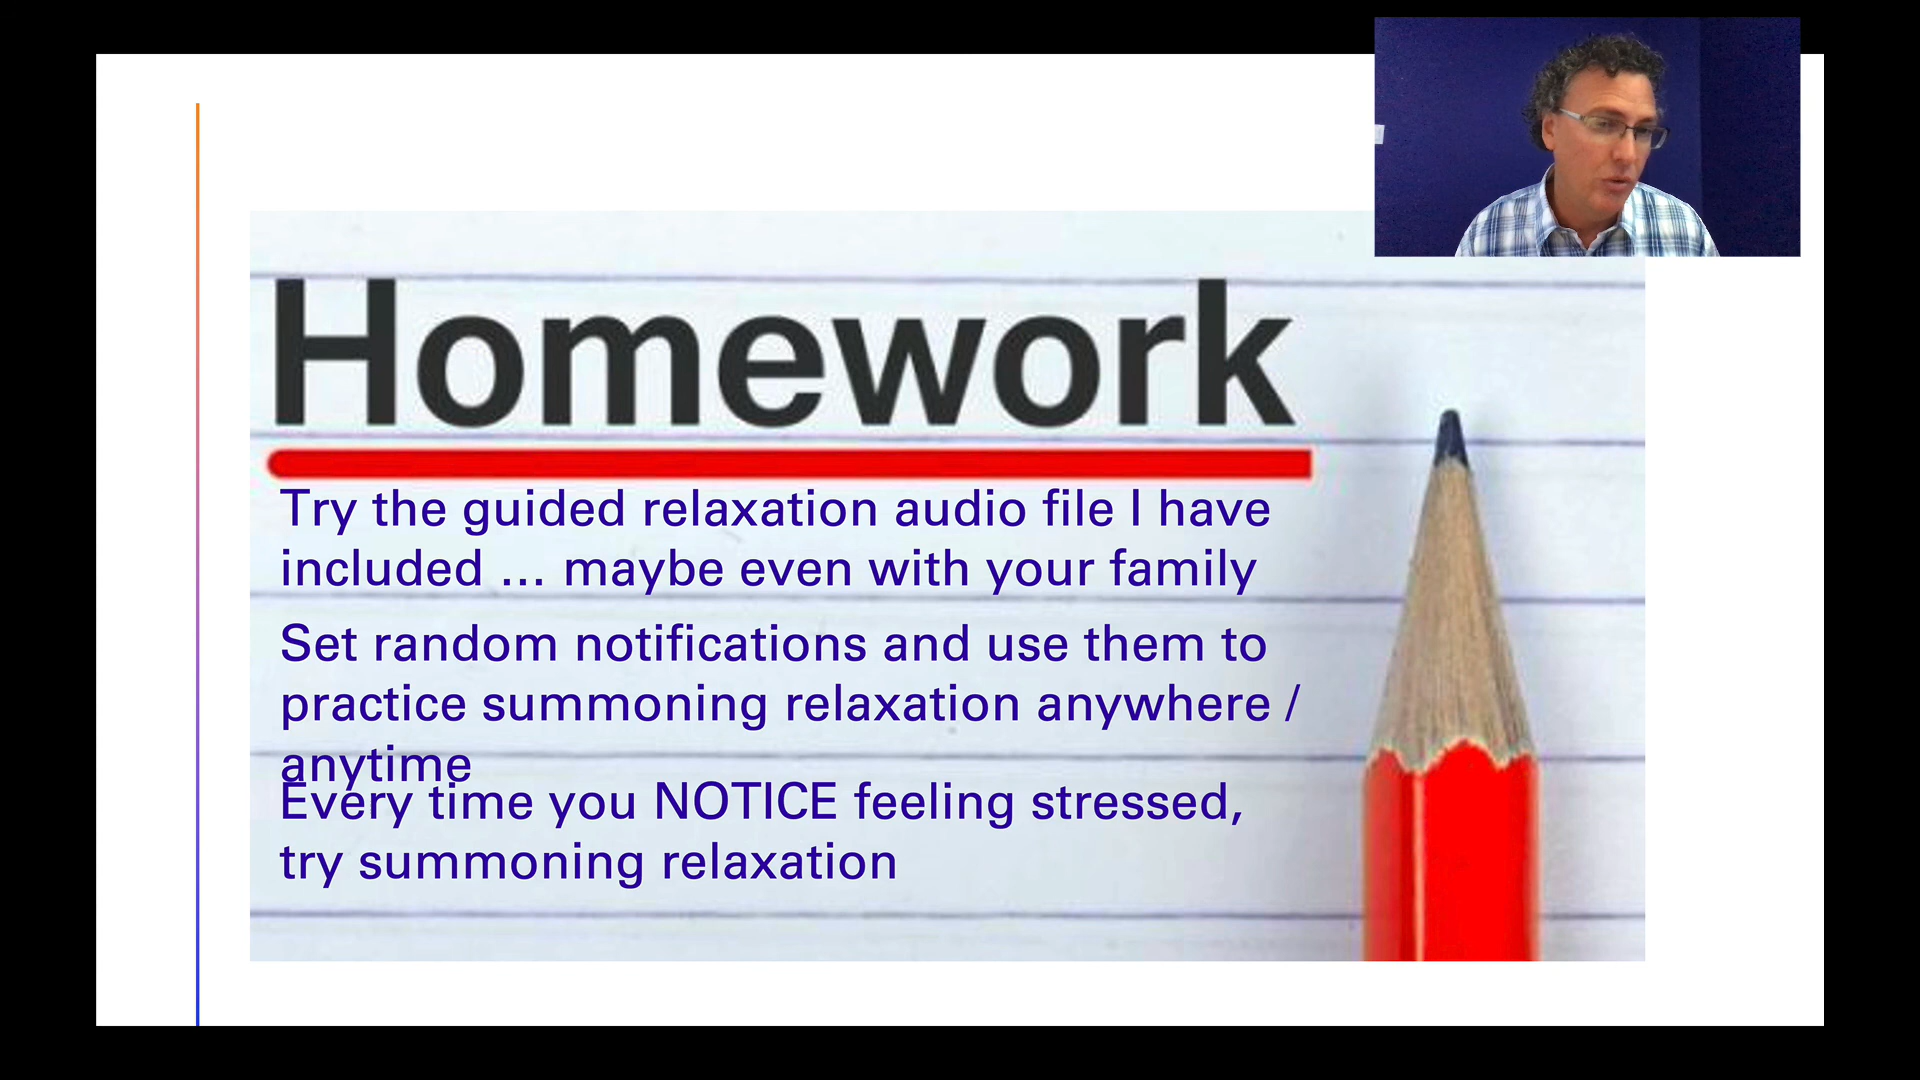 Homework
Try the guided relaxation audio file I have
included ... maybe even with your family
Set random notifications and use them to
practice summoning relaxation anywhere /
anytime
Every time you NOTICE feeling stressed,
try summoning relaxation